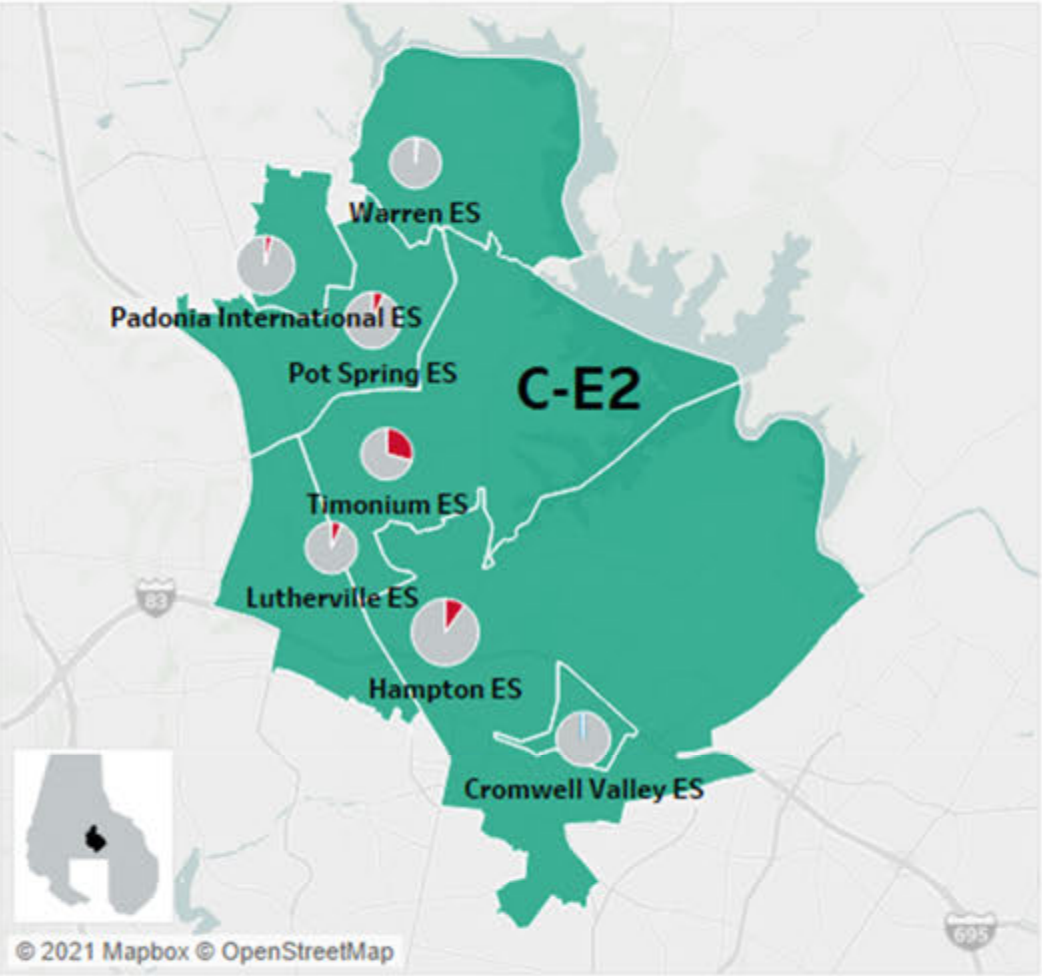 Warren ES
Padonia International ES
Pot Spring ES
C-E2
Timonium ES
Lutherville ES
83
Hampton ES
Cromwell Valley ES
695
© 2021 Mapbox © OpenStreetMap